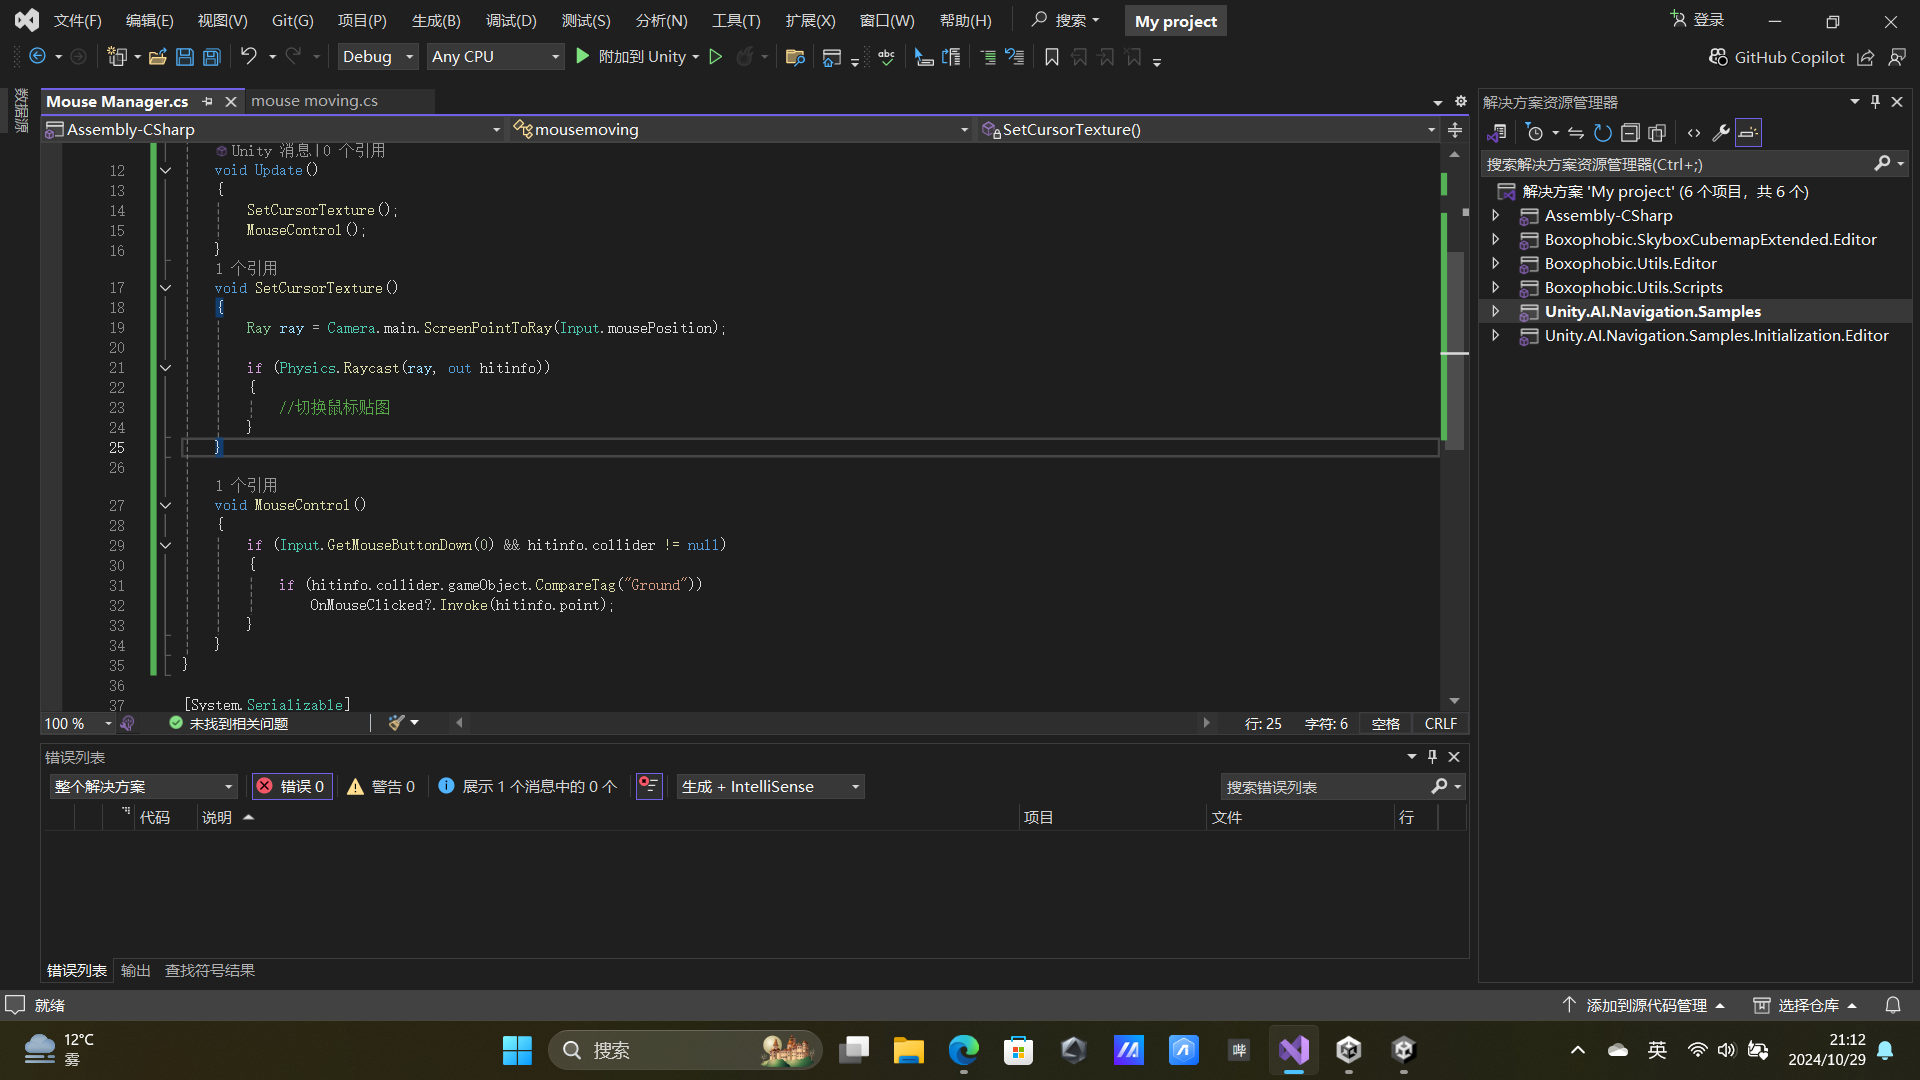 文件(F) 编辑(E) 视图(V) Git(G) 项目(P) 生成(B) 调试(D) 测试(S) 分析(N) 工具(T) 扩展(X) 窗口(W) 帮助(H) 搜索 My project 登录
Debug Any CPU 附加到 Unity GitHub Copilot
数据源
Mouse Manager.cs mouse moving.cs
Assembly-CSharp mousemoving SetCursorTexture()
Unity 消息|0 个引用
12 void Update()
13 {
14 SetCursorTexture();
15 MouseControl();
16 }
1 个引用
17 void SetCursorTexture()
18 {
19 Ray ray = Camera.main.ScreenPointToRay(Input.mousePosition);
20
21 if (Physics.Raycast(ray, out hitinfo))
22 {
23 //切换鼠标贴图
24 }
25 }
26
1 个引用
27 void MouseControl()
28 {
29 if (Input.GetMouseButtonDown(0) && hitinfo.collider != null)
30 {
31 if (hitinfo.collider.gameObject.CompareTag("Ground"))
32 OnMouseClicked?.Invoke(hitinfo.point);
33 }
34 }
35 }
36
37 [System.Serializable]
100 % 未找到相关问题 行: 25 字符: 6 空格 CRLF
错误列表
整个解决方案 错误 0 警告 0 展示 1 个消息中的 0 个 生成 + IntelliSense 搜索错误列表
代码 说明 项目 文件 行
错误列表 输出 查找符号结果
解决方案资源管理器
搜索解决方案资源管理器(Ctrl+;)
解决方案 'My project' (6 个项目，共 6 个)
Assembly-CSharp
Boxophobic.SkyboxCubemapExtended.Editor
Boxophobic.Utils.Editor
Boxophobic.Utils.Scripts
Unity.AI.Navigation.Samples
Unity.AI.Navigation.Samples.Initialization.Editor
就绪 添加到源代码管理 选择仓库
12°C
雾
搜索
英
21:12
2024/10/29